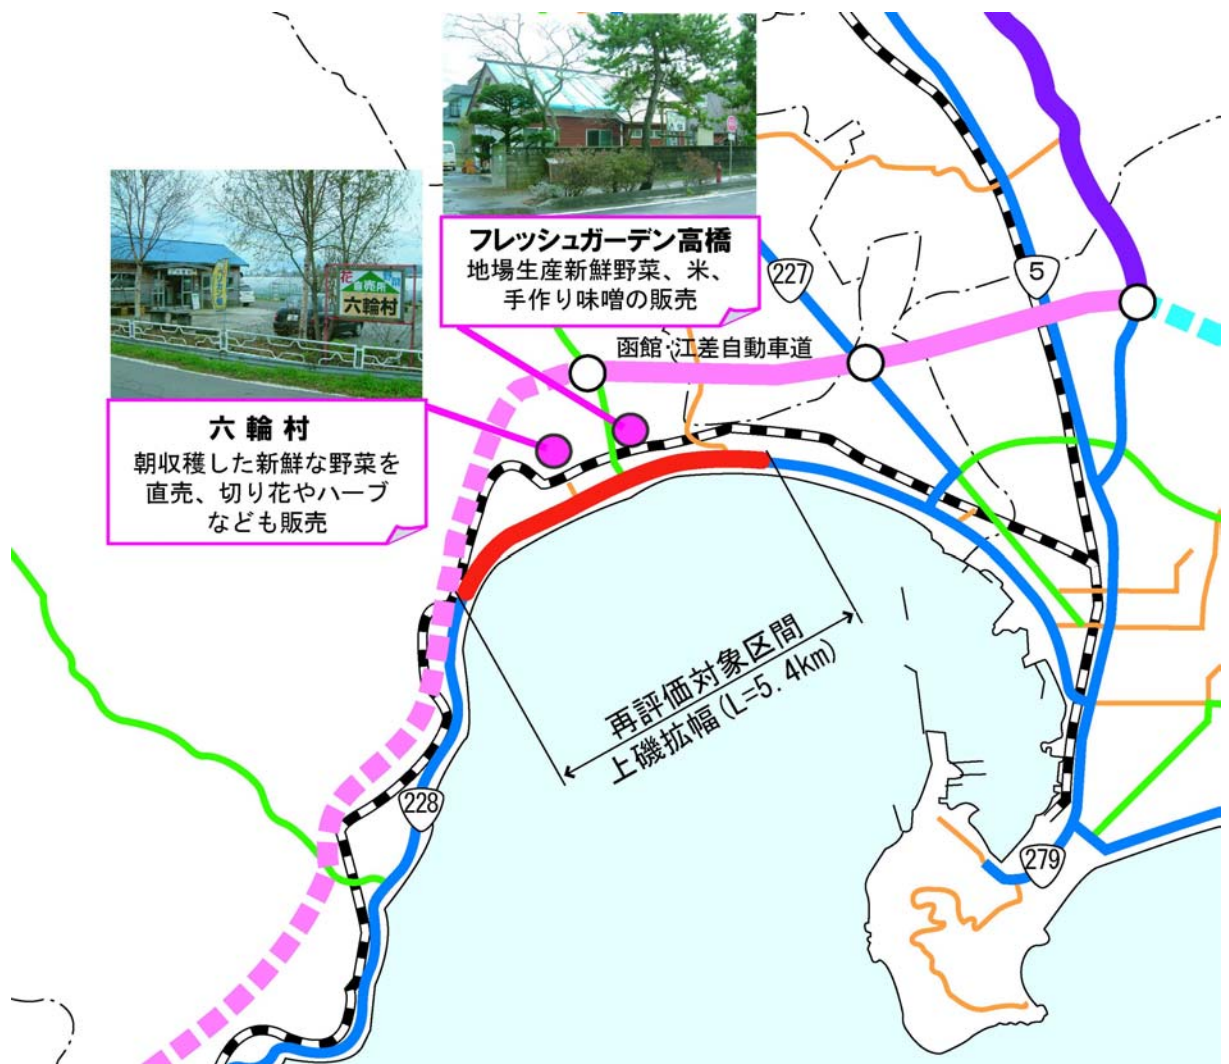 フレッシュガーデン高橋
地場生産新鮮野菜、米、
手作り味噌の販売
花
直売所
六輪村
六輪村
朝収穫した新鮮な野菜を
直売、切り花やハーブ
なども販売
函館・江差自動車道
227
5
再評価対象区間
上磯拡幅(L=5.4km)
228
279